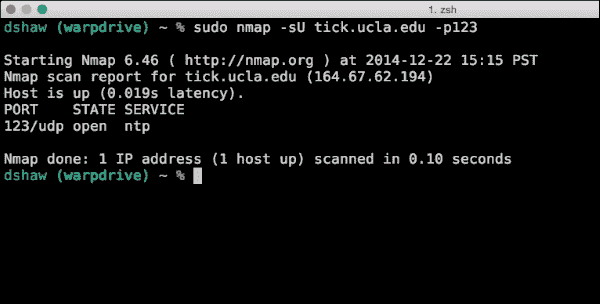 1. zsh
dshaw (warpdrive) ~ % sudo nmap -sU tick.ucla.edu -p123
Starting Nmap 6.46 ( http://nmap.org ) at 2014-12-22 15:15 PST
Nmap scan report for tick.ucla.edu (164.67.62.194)
Host is up (0.019s latency).
PORT    STATE SERVICE
123/udp open  ntp
Nmap done: 1 IP address (1 host up) scanned in 0.10 seconds
dshaw (warpdrive) ~ %